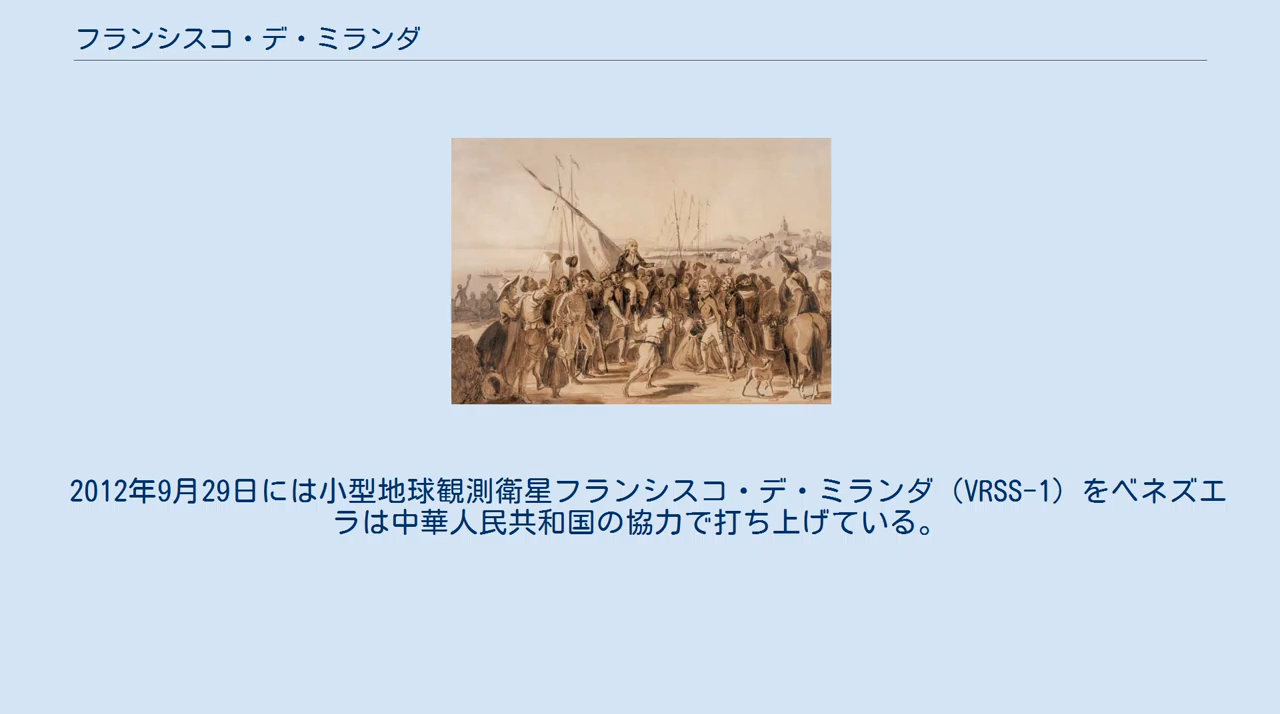 フランシスコ・デ・ミランダ
2012年9月29日には小型地球観測衛星フランシスコ・デ・ミランダ（VRSS-1）をベネズエ
ラは中華人民共和国の協力で打ち上げている。